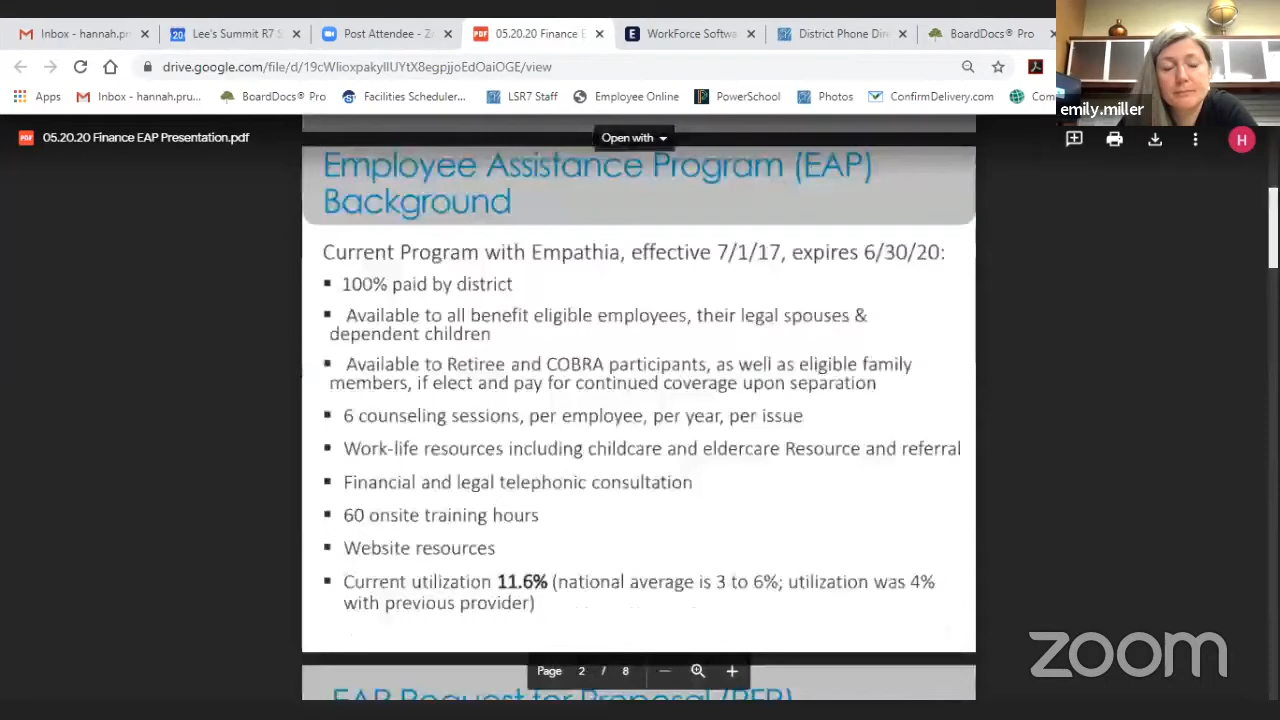 Inbox - hannah.pr
Lee's Summit R7 S
Post Attendee - Z
05.20.20 Finance E
WorkForce Softwa
District Phone Dire
BoardDocs® Pro
drive.google.com/file/d/19cWlioxpakyIIUYtX8egpjjoEdOaiOGE/view
Apps
Inbox - hannah.pru...
BoardDocs® Pro
Facilities Scheduler...
LSR7 Staff
Employee Online
PowerSchool
Photos
ConfirmDelivery.com
Com
emily.miller
05.20.20 Finance EAP Presentation.pdf
Open with
H
Employee Assistance Program (EAP)
Background
Current Program with Empathia, effective 7/1/17, expires 6/30/20:
▪ 100% paid by district
▪ Available to all benefit eligible employees, their legal spouses &
dependent children
▪ Available to Retiree and COBRA participants, as well as eligible family
members, if elect and pay for continued coverage upon separation
▪ 6 counseling sessions, per employee, per year, per issue
▪ Work-life resources including childcare and eldercare Resource and referral
▪ Financial and legal telephonic consultation
▪ 60 onsite training hours
▪ Website resources
▪ Current utilization 11.6% (national average is 3 to 6%; utilization was 4%
with previous provider)
Page 2 / 8
EAP Request for Proposal (RFP)
zoom